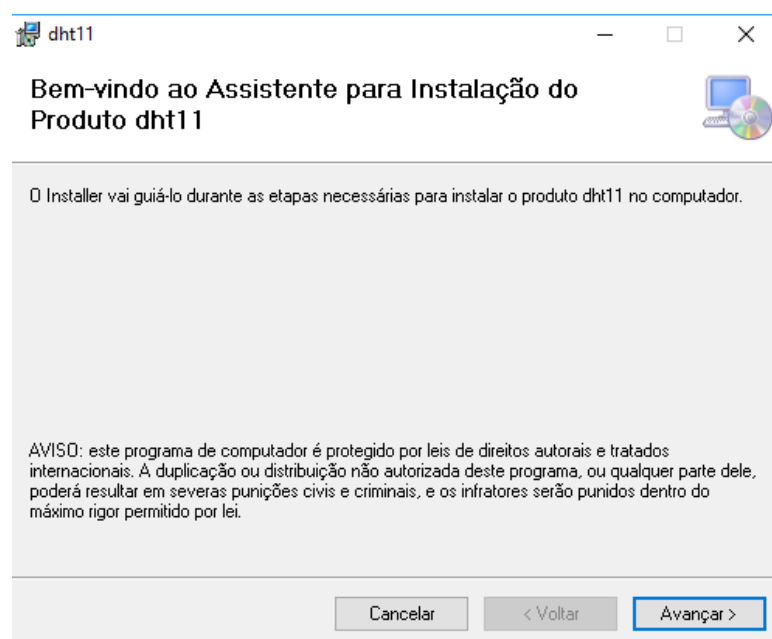 dht11
Bem-vindo ao Assistente para Instalação do
Produto dht11
O Installer vai guiá-lo durante as etapas necessárias para instalar o produto dht11 no computador.
AVISO: este programa de computador é protegido por leis de direitos autorais e tratados
internacionais. A duplicação ou distribuição não autorizada deste programa, ou qualquer parte dele,
poderá resultar em severas punições civis e criminais, e os infratores serão punidos dentro do
máximo rigor permitido por lei.
Cancelar
< Voltar
Avançar >